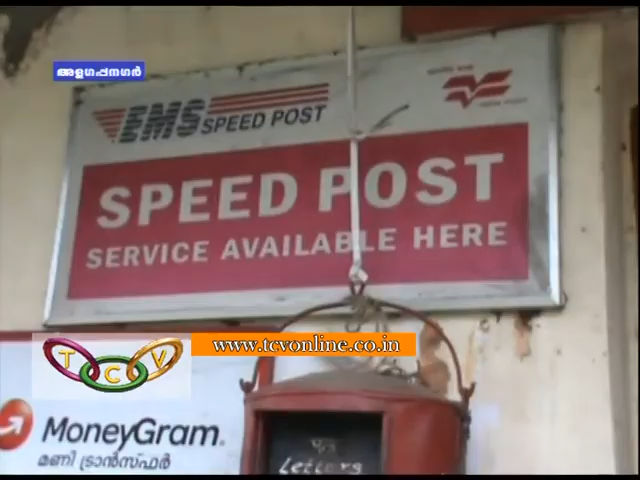 അളഗപ്പനഗർ
EMS SPEED POST
SPEED POST
SERVICE AVAILABLE HERE
TCV
www.tcvonline.co.in
MoneyGram
മണി ട്രാൻസ്ഫർ
पत्र
Letters